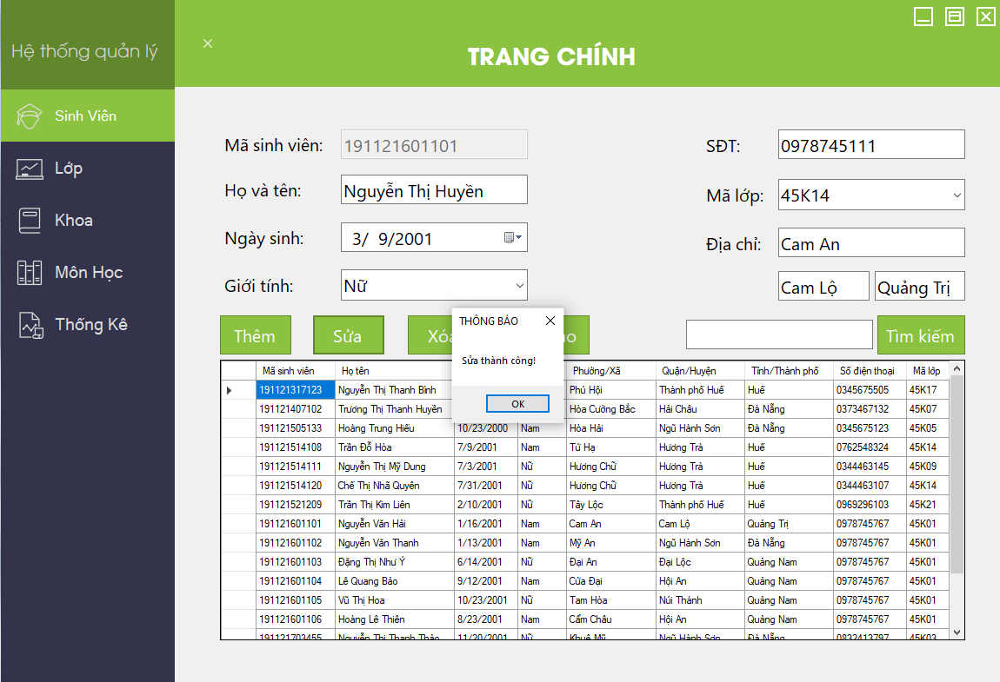 Hệ thống quản lý
TRANG CHÍNH
Sinh Viên
Lớp
Khoa
Môn Học
Thống Kê
Mã sinh viên: 191121601101
SĐT: 0978745111
Họ và tên: Nguyễn Thị Huyền
Mã lớp: 45K14
Ngày sinh: 3/ 9/2001
Địa chỉ: Cam An
Giới tính: Nữ
Cam Lộ Quảng Trị
Thêm Sửa Tìm kiếm
THÔNG BÁO
Sửa thành công!
OK
Mã sinh viên Họ tên Phường/Xã Quận/Huyện Tỉnh/Thành phố Số điện thoại Mã lớp
191121317123 Nguyễn Thị Thanh Bình Phú Hội Thành phố Huế Huế 0345675505 45K17
191121407102 Trương Thị Thanh Huyền Hòa Cường Bắc Hải Châu Đà Nẵng 0373467132 45K07
191121505133 Hoàng Trung Hiếu 10/23/2000 Nam Hòa Hải Ngũ Hành Sơn Đà Nẵng 0345675123 45K05
191121514108 Trần Đỗ Hòa 7/9/2001 Nam Tứ Hạ Hương Trà Huế 0762548324 45K14
191121514111 Nguyễn Thị Mỹ Dung 7/3/2001 Nữ Hương Chữ Hương Trà Huế 0344463145 45K09
191121514120 Chế Thị Nhã Quyên 7/31/2001 Nữ Hương Chữ Hương Trà Huế 0344463107 45K14
191121521209 Trần Thị Kim Liên 2/10/2001 Nữ Tây Lộc Thành phố Huế Huế 0969296103 45K21
191121601101 Nguyễn Văn Hải 1/16/2001 Nam Cam An Cam Lộ Quảng Trị 0978745767 45K01
191121601102 Nguyễn Văn Thanh 1/13/2001 Nam Mỹ An Ngũ Hành Sơn Đà Nẵng 0978745767 45K01
191121601103 Đặng Thị Như Ý 6/14/2001 Nữ Đại An Đại Lộc Quảng Nam 0978745767 45K01
191121601104 Lê Quang Bảo 9/12/2001 Nam Cửa Đại Hội An Quảng Nam 0978745767 45K01
191121601105 Vũ Thị Hoa 10/23/2001 Nữ Tam Hòa Núi Thành Quảng Nam 0978745767 45K01
191121601106 Hoàng Lê Thiên 8/23/2001 Nam Cẩm Châu Hội An Quảng Nam 0978745767 45K01
191121703455 Nguyễn Thị Thanh Thảo 11/20/2001 Nữ Khuê Mỹ Ngũ Hành Sơn Đà Nẵng 0832413797 45K03